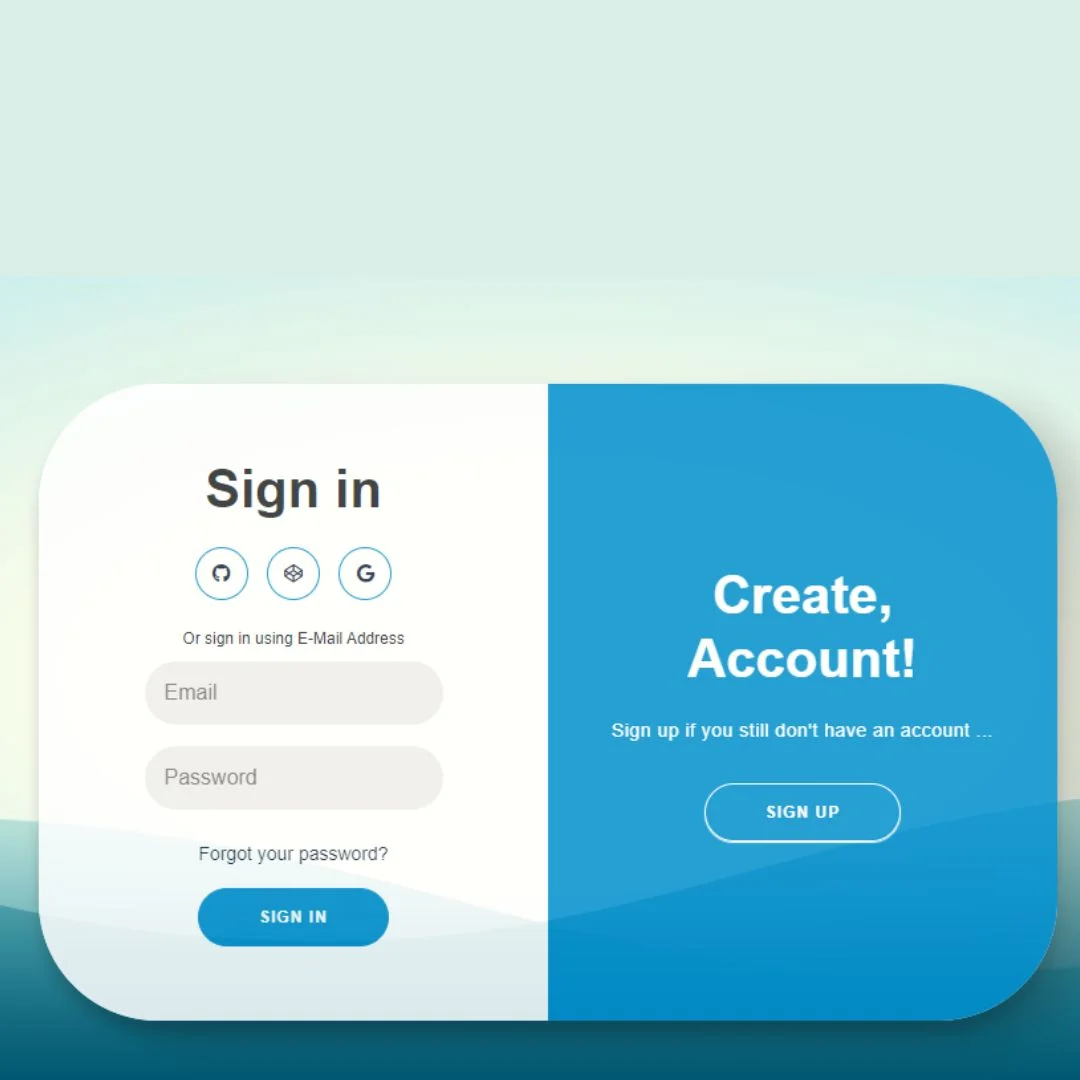 Sign in
Or sign in using E-Mail Address
Email
Password
Forgot your password?
SIGN IN
Create,
Account!
Sign up if you still don't have an account ...
SIGN UP